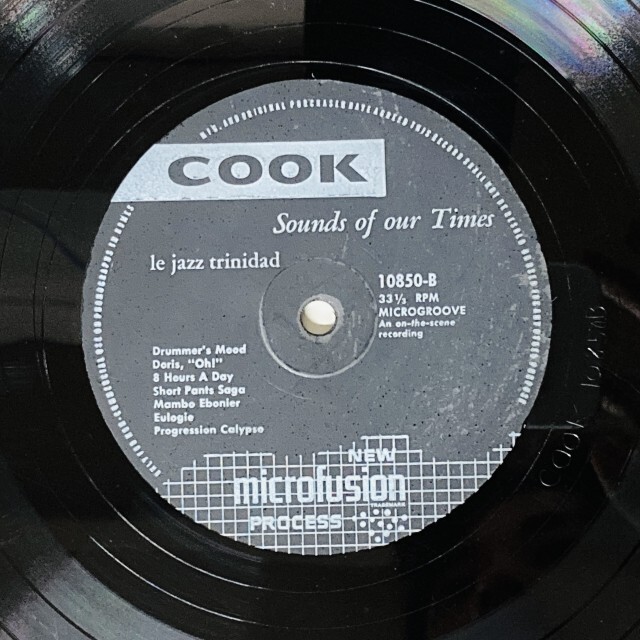 COOK
Sounds of our Times
le jazz trinidad
10850-B
33⅓ RPM
MICROGROOVE
An on-the-scene
recording
Drummer's Mood
Doris, "Oh!"
8 Hours A Day
Short Pants Saga
Mambo Ebonier
Eulogie
Progression Calypso
NEW
microfusion
PROCESS
COOK